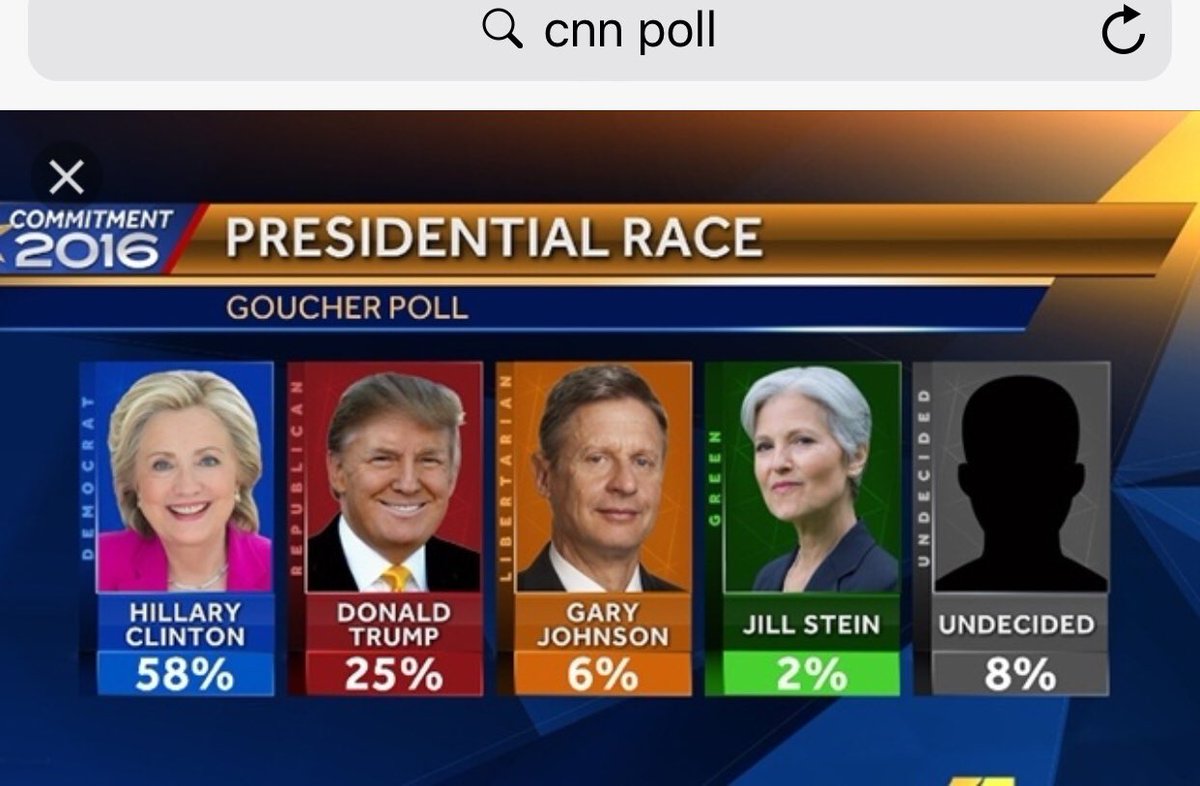 cnn poll
COMMITMENT
2016
PRESIDENTIAL RACE
GOUCHER POLL
DEMOCRAT
HILLARY
CLINTON
58%
REPUBLICAN
DONALD
TRUMP
25%
LIBERTARIAN
GARY
JOHNSON
6%
GREEN
JILL STEIN
2%
UNDECIDED
UNDECIDED
8%